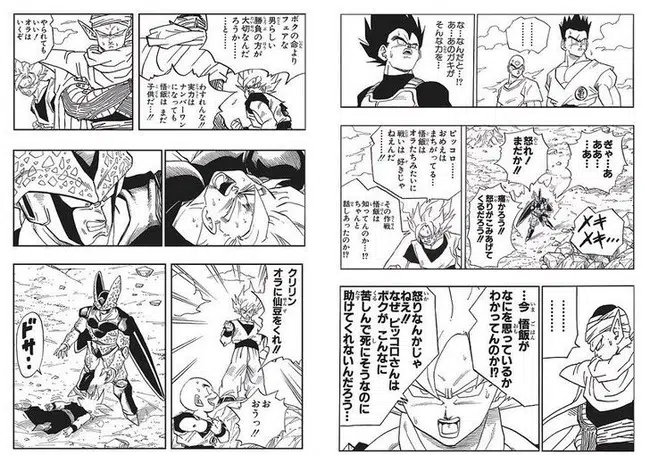 ……
な…なんだと…!?
あ…あのガキが
そんな力を…
ぎゃ…あ
ああ…
…あ
怒れ!
まだか!!
痛かろう!!
怒りがこみあげて
くるだろう!!
メキ
メキ…
ピッコロ……
おめえは
まちがってる…
悟飯は
オラたちみたいに
戦いは 好きじゃ
ねえんだ
その作戦
悟飯は
知ってんのか…!?
ちゃんと
話しあったのか!?
……
…今 悟飯が
なにを思っているか
わかってんのか!?
怒りなんかじゃ
ねえ!!
なぜピッコロさんは
ボクが こんなに
苦しんで死にそうなのに
助けてくれないんだろう…
ボクの命より
フェアな
男らしい
勝負の方が
大切なんだ
ろうか……
…と…
わすれんな!!
実力は
ナンバーワン
になっても
悟飯は まだ
子供だ…!
やられても
いい!!
オラは
いくぞ
クリリン
オラに仙豆をくれ!!
お
おうっ
ドサ…